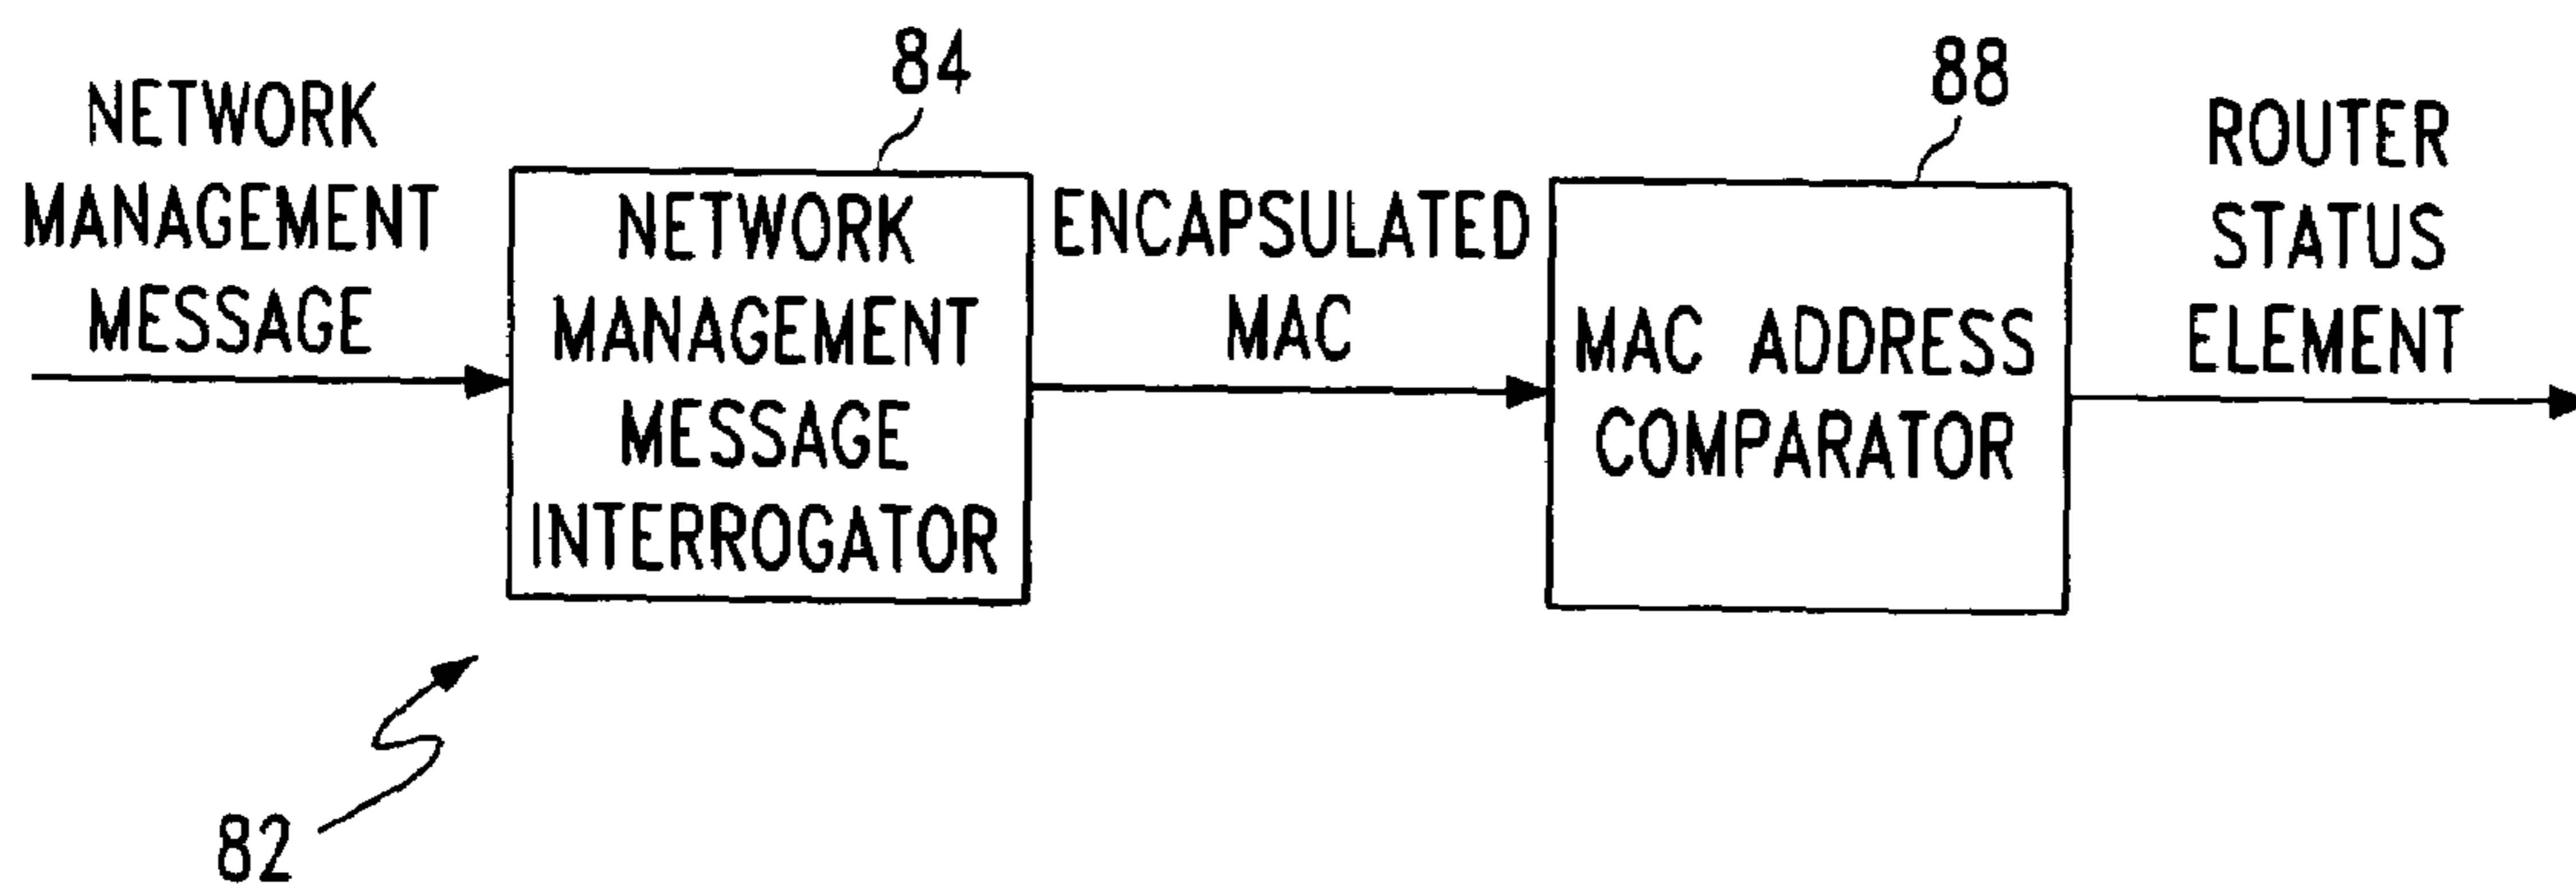 84
88
NETWORK
MANAGEMENT
MESSAGE
NETWORK
MANAGEMENT
MESSAGE
INTERROGATOR
ENCAPSULATED
MAC
MAC ADDRESS
COMPARATOR
ROUTER
STATUS
ELEMENT
82